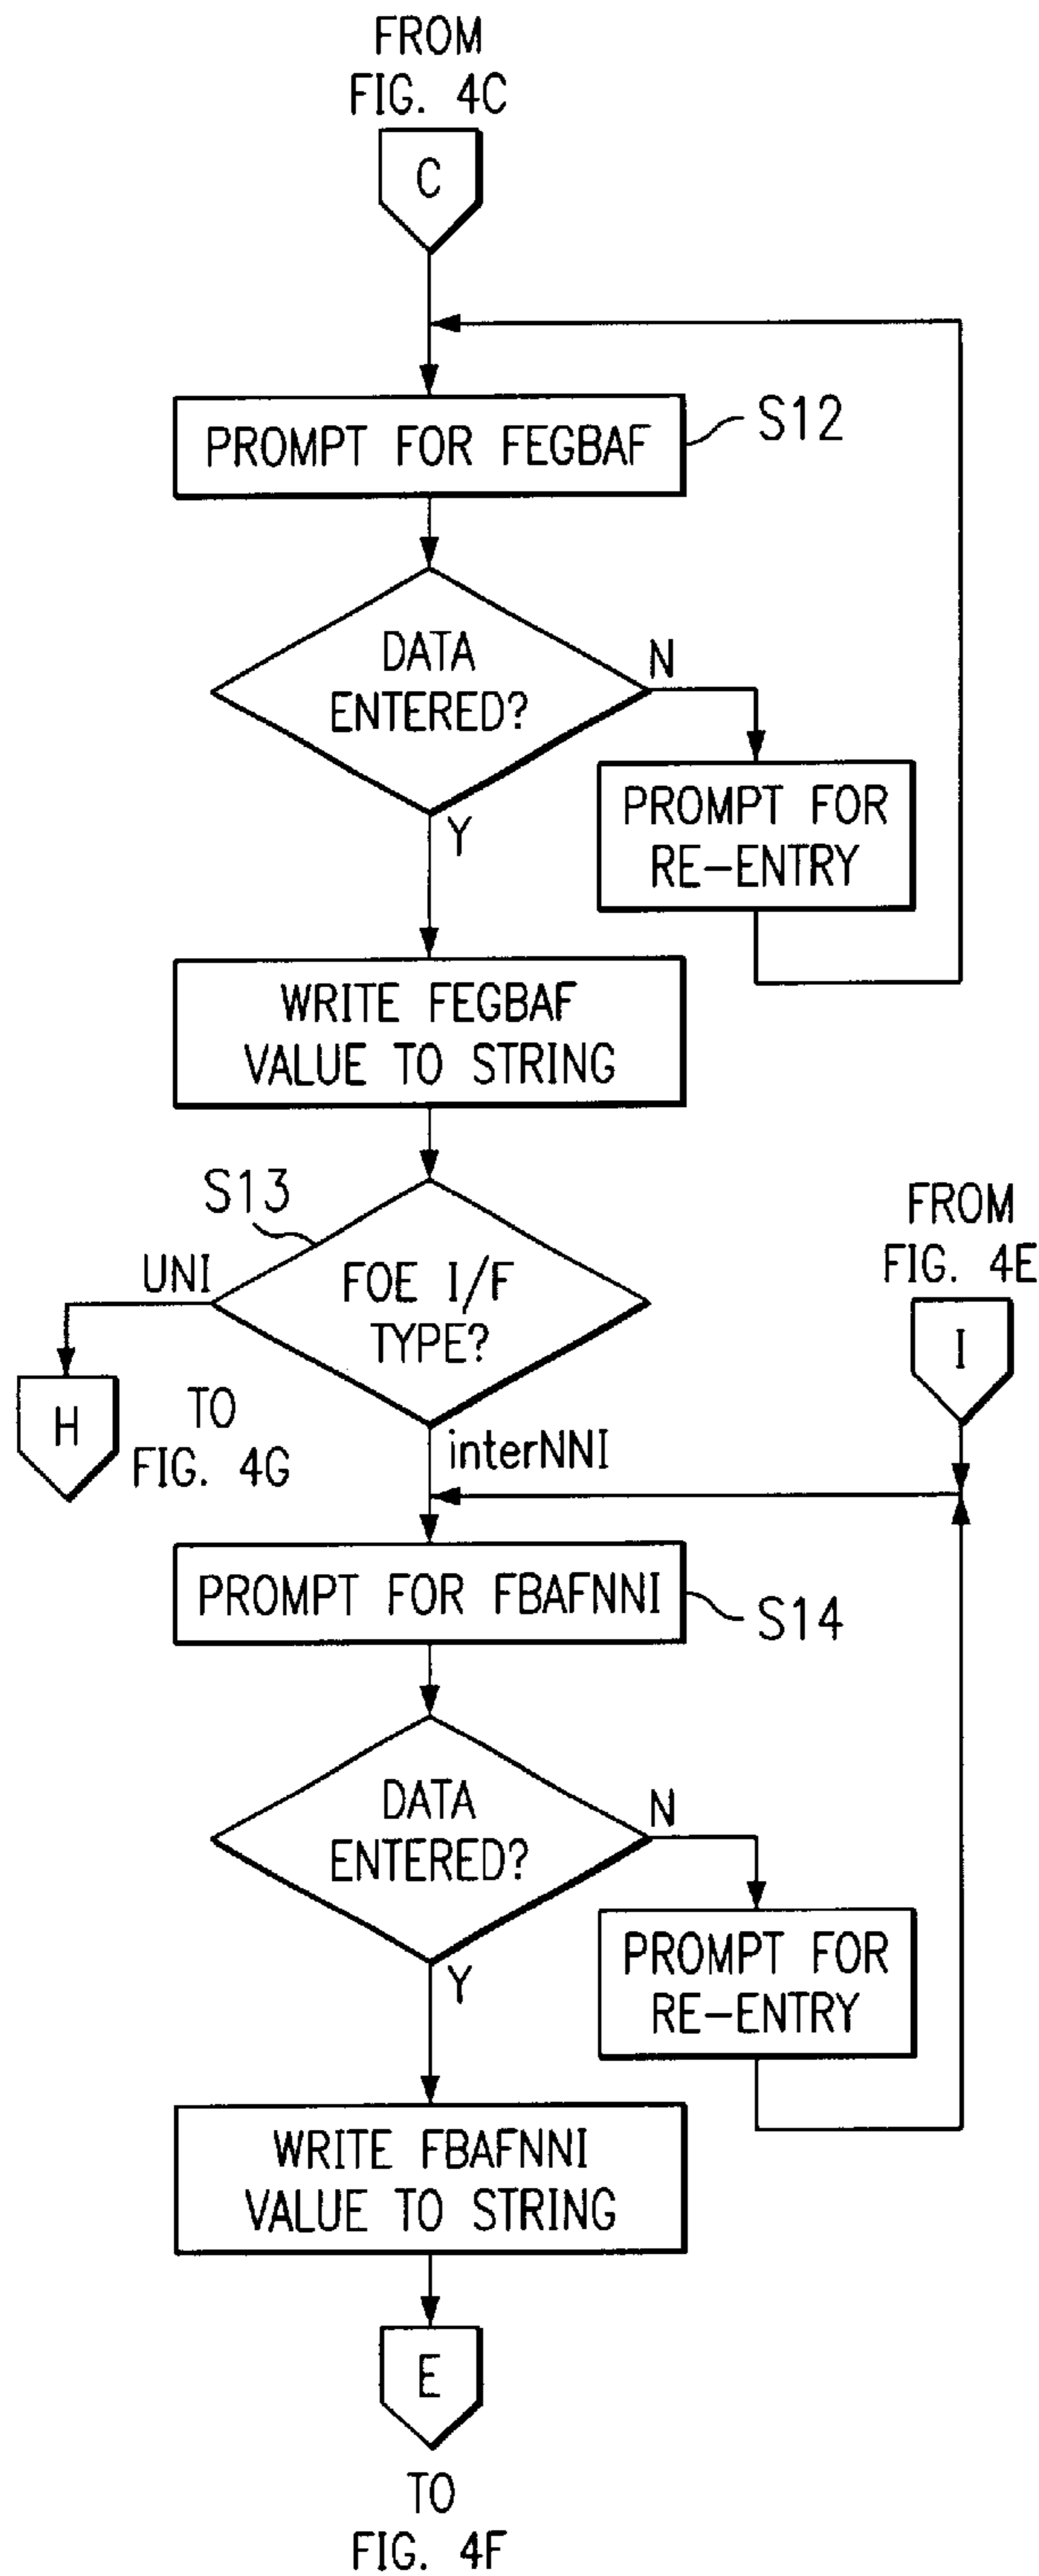 FROM
FIG. 4C
C
PROMPT FOR FEGBAF
S12
DATA
ENTERED?
N
Y
PROMPT FOR
RE-ENTRY
WRITE FEGBAF
VALUE TO STRING
S13
FOE I/F
TYPE?
UNI
H
TO
FIG. 4G
interNNI
FROM
FIG. 4E
I
PROMPT FOR FBAFNNI
S14
DATA
ENTERED?
N
Y
PROMPT FOR
RE-ENTRY
WRITE FBAFNNI
VALUE TO STRING
E
TO
FIG. 4F